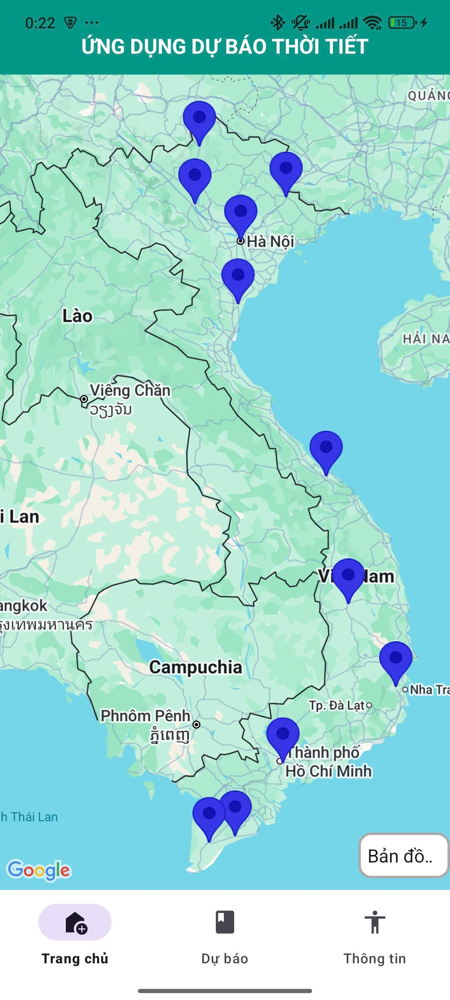 0:22
15
ỨNG DỤNG DỰ BÁO THỜI TIẾT
QUẢNG
Hà Nội
Lào
HẢI NA
Viêng Chăn
ວຽງຈັນ
i Lan
Vi Nam
angkok
รุงเทพมหานคร
Campuchia
Nha Tra
Tp. Đà Lạt
Phnôm Pênh
ភ្នំពេញ
Thành phố
Hồ Chí Minh
h Thái Lan
Bản đồ..
Google
Trang chủ
Dự báo
Thông tin